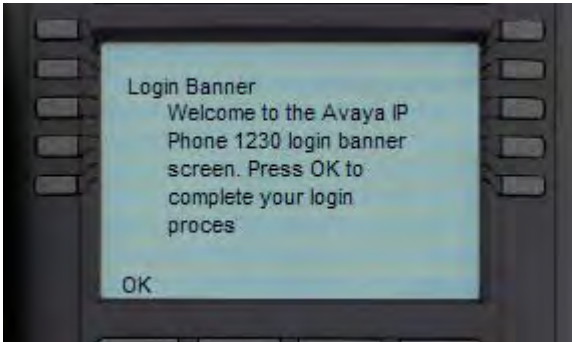 Login Banner
Welcome to the Avaya IP
Phone 1230 login banner
screen. Press OK to
complete your login
proces
OK